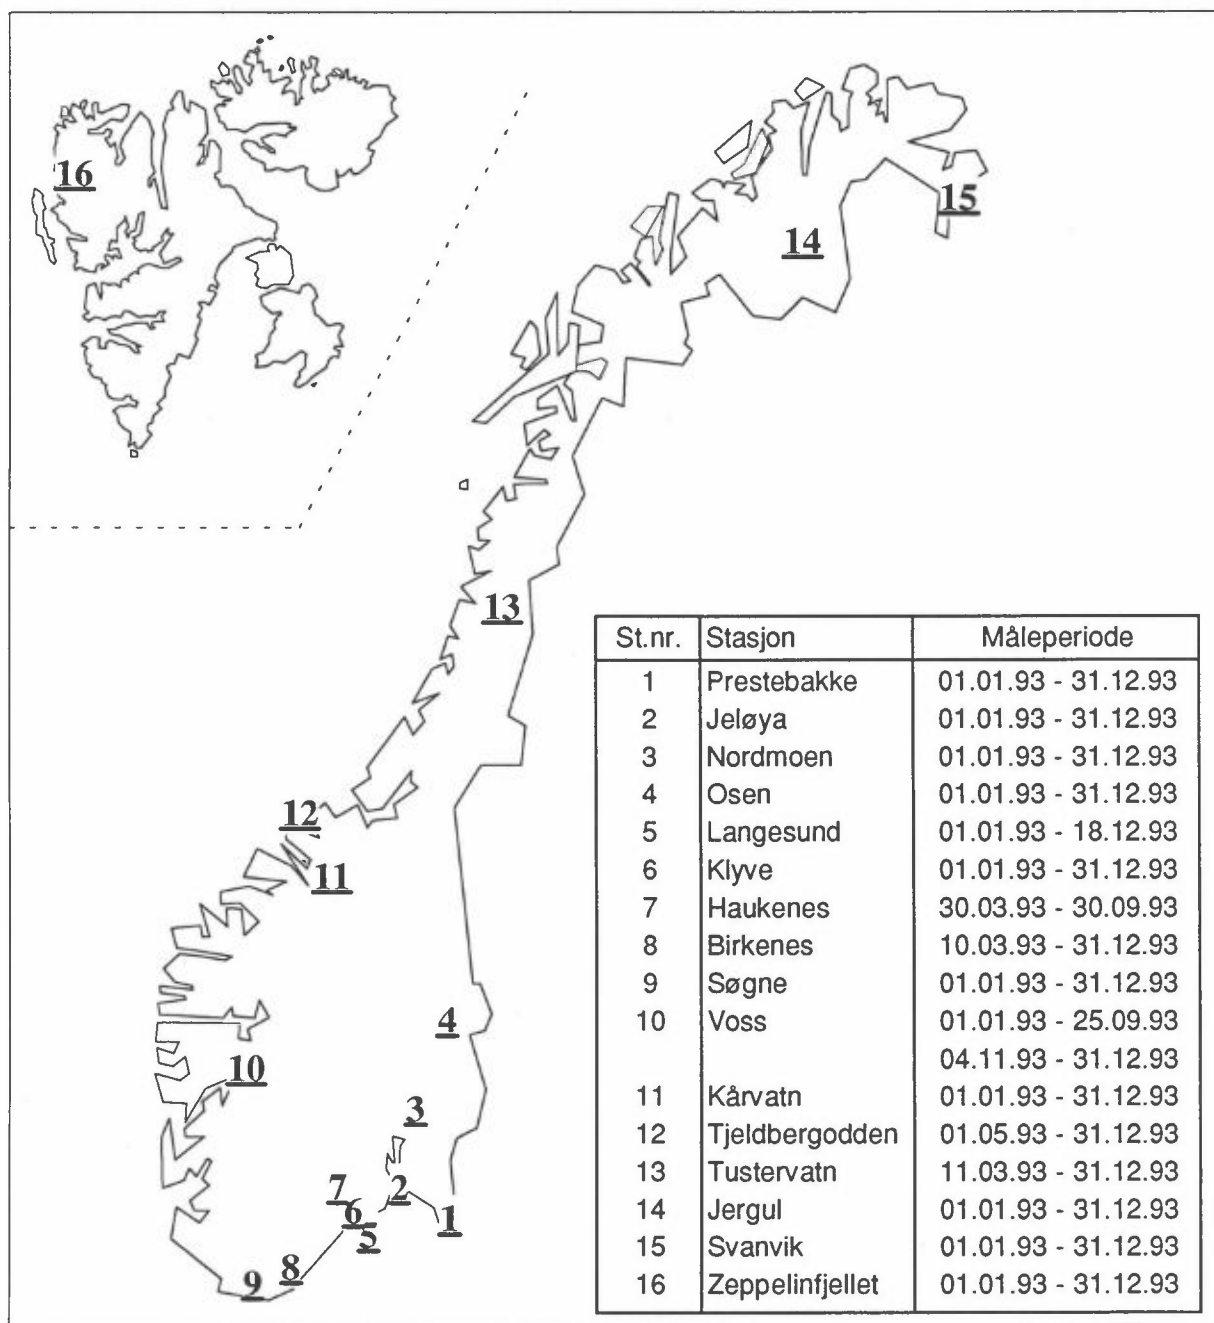 16
15
14
13
12
11
4
10
3
7
2
6
1
5
8
9
St.nr. Stasjon Måleperiode
1 Prestebakke 01.01.93 - 31.12.93
2 Jeløya 01.01.93 - 31.12.93
3 Nordmoen 01.01.93 - 31.12.93
4 Osen 01.01.93 - 31.12.93
5 Langesund 01.01.93 - 18.12.93
6 Klyve 01.01.93 - 31.12.93
7 Haukenes 30.03.93 - 30.09.93
8 Birkenes 10.03.93 - 31.12.93
9 Søgne 01.01.93 - 31.12.93
10 Voss 01.01.93 - 25.09.93
04.11.93 - 31.12.93
11 Kårvatn 01.01.93 - 31.12.93
12 Tjeldbergodden 01.05.93 - 31.12.93
13 Tustervatn 11.03.93 - 31.12.93
14 Jergul 01.01.93 - 31.12.93
15 Svanvik 01.01.93 - 31.12.93
16 Zeppelinfjellet 01.01.93 - 31.12.93